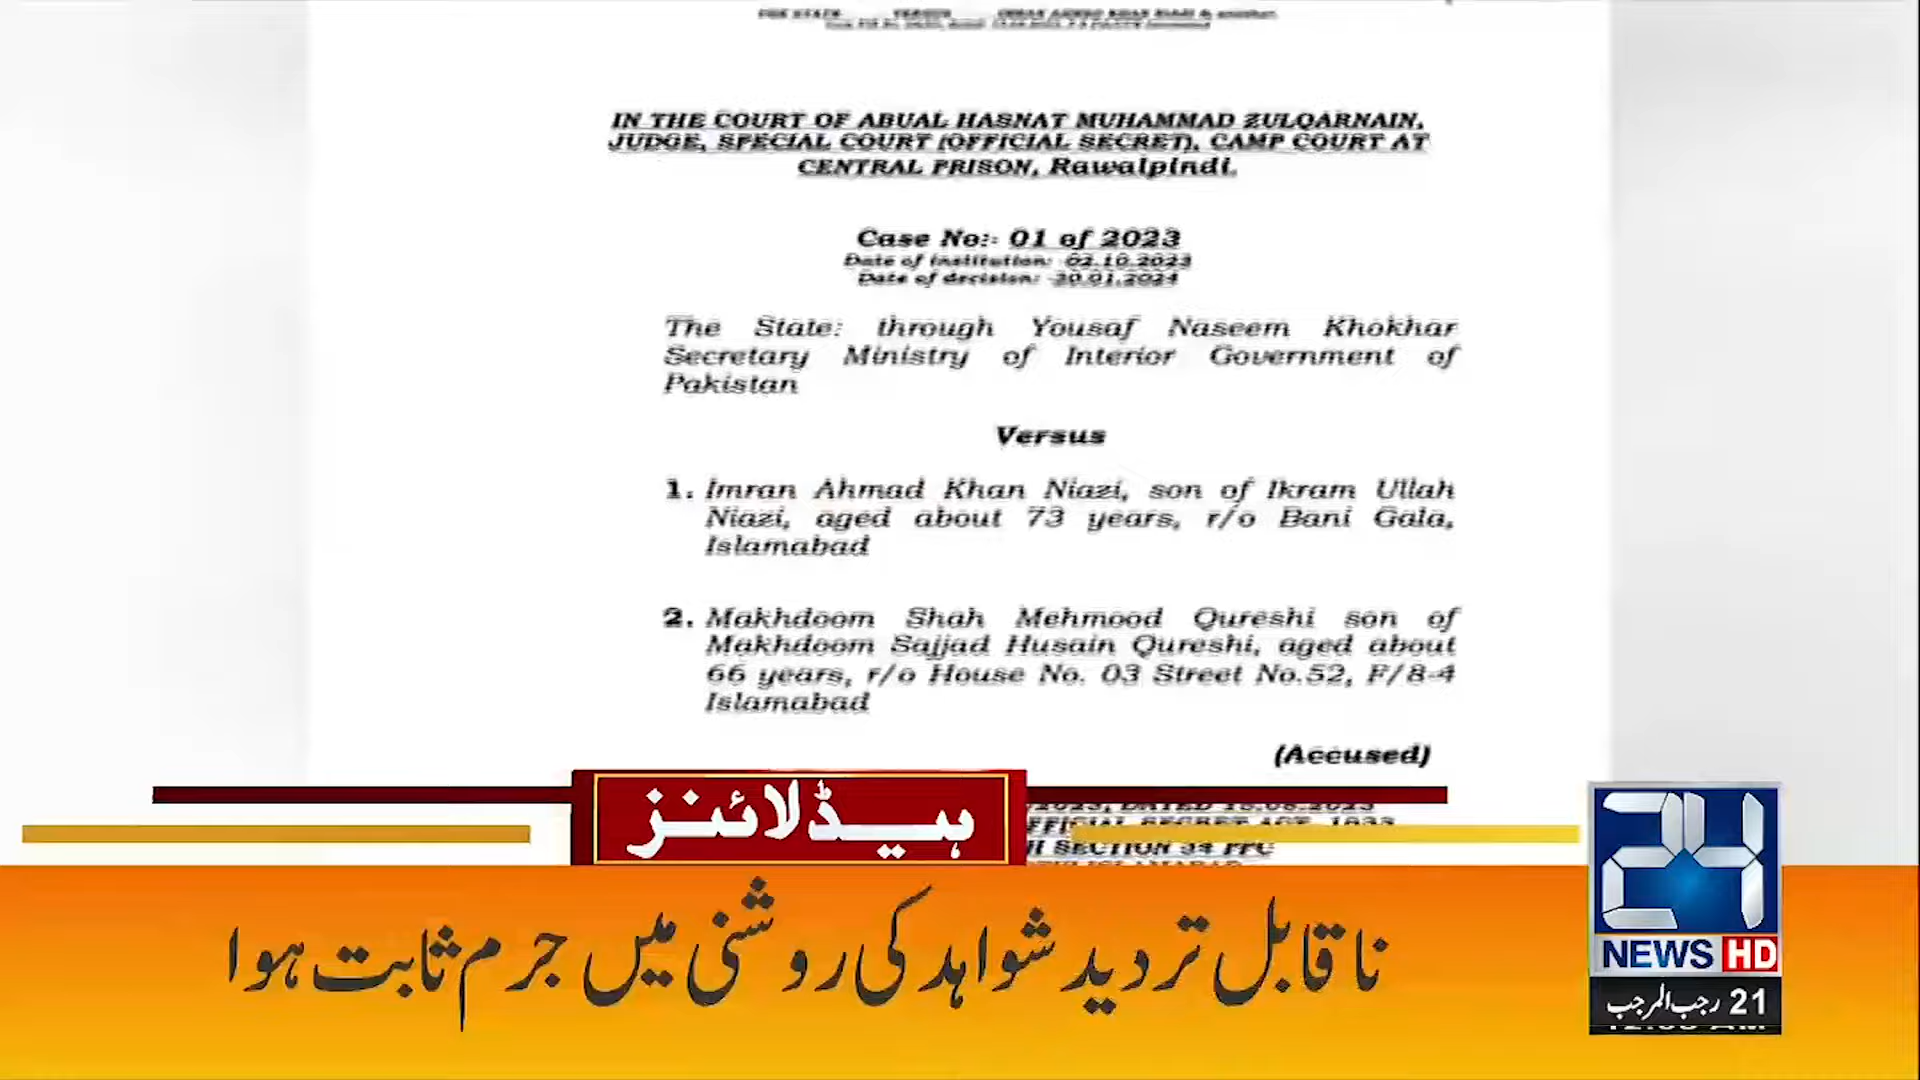 IN THE COURT OF ABUAL HASNAT MUHAMMAD ZULQARNAIN,
JUDGE, SPECIAL COURT (OFFICIAL SECRET), CAMP COURT AT
CENTRAL PRISON, Rawalpindi.
Case No:- 01 of 2023
Date of institution: 02.10.2023
Date of decision: 30.01.2024
The State: through Yousaf Naseem Khokhar
Secretary Ministry of Interior Government of
Pakistan
Versus
1. Imran Ahmad Khan Niazi, son of Ikram Ullah
Niazi, aged about 73 years, r/o Bani Gala,
Islamabad
2. Makhdoom Shah Mehmood Qureshi son of
Makhdoom Sajjad Husain Qureshi, aged about
66 years, r/o House No. 03 Street No.52, F/8-4
Islamabad
(Accused)
SECTION 34 PPC
ہیڈلائنز
ناقابل تردید شواہد کی روشنی میں جرم ثابت ہوا
24
NEWS HD
21 رجب المرجب